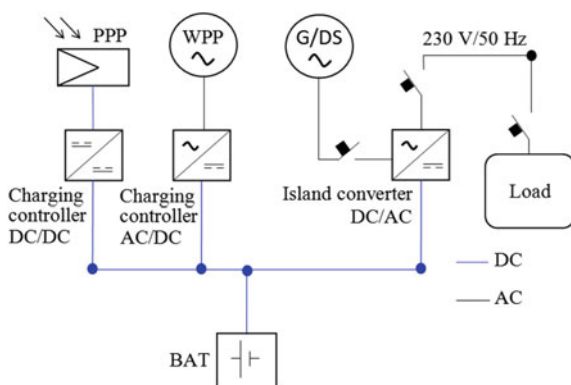 PPP
WPP
G/DS
230 V/50 Hz
Charging
controller
DC/DC
Charging
controller
AC/DC
Island converter
DC/AC
Load
DC
AC
BAT